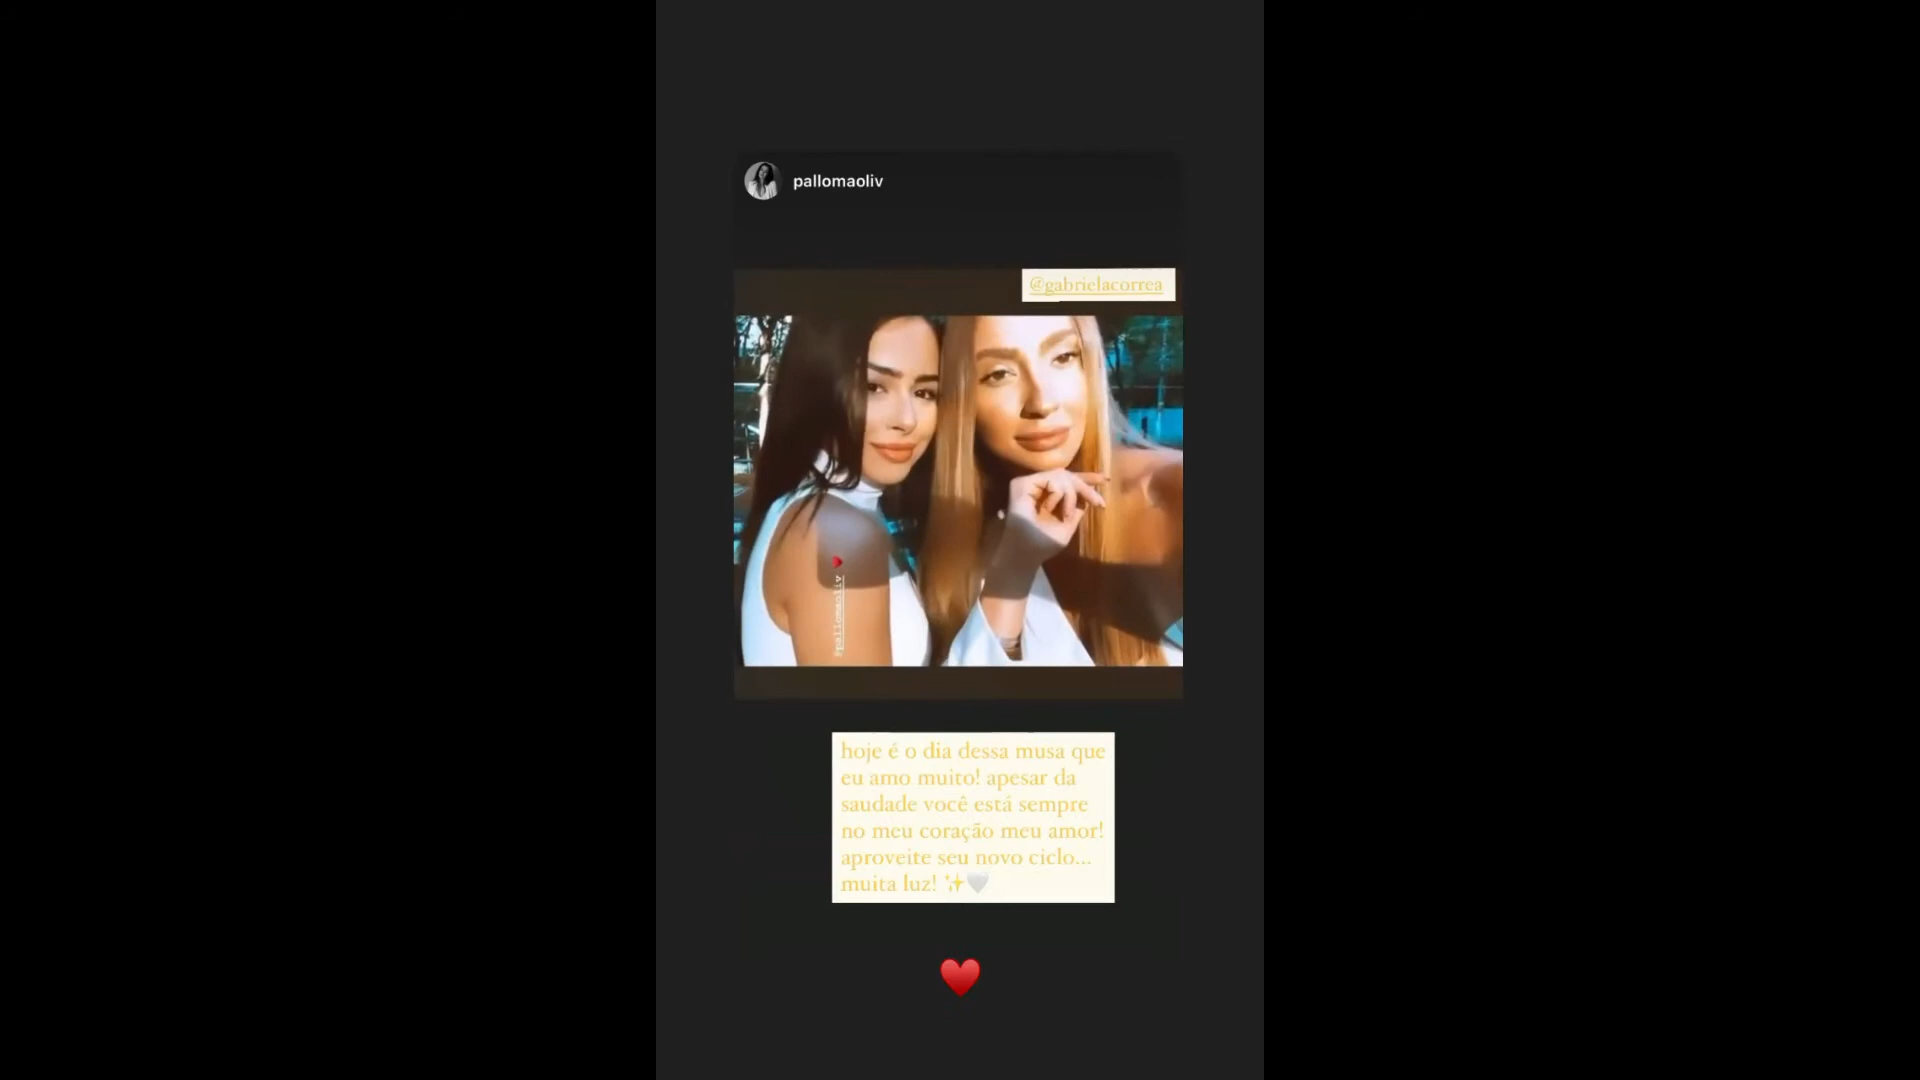 pallomaoliv
@gabrielacorrea
@pallomaoliv
hoje é o dia dessa musa que
eu amo muito! apesar da
saudade você está sempre
no meu coração meu amor!
aproveite seu novo ciclo...
muita luz! ✨🤍